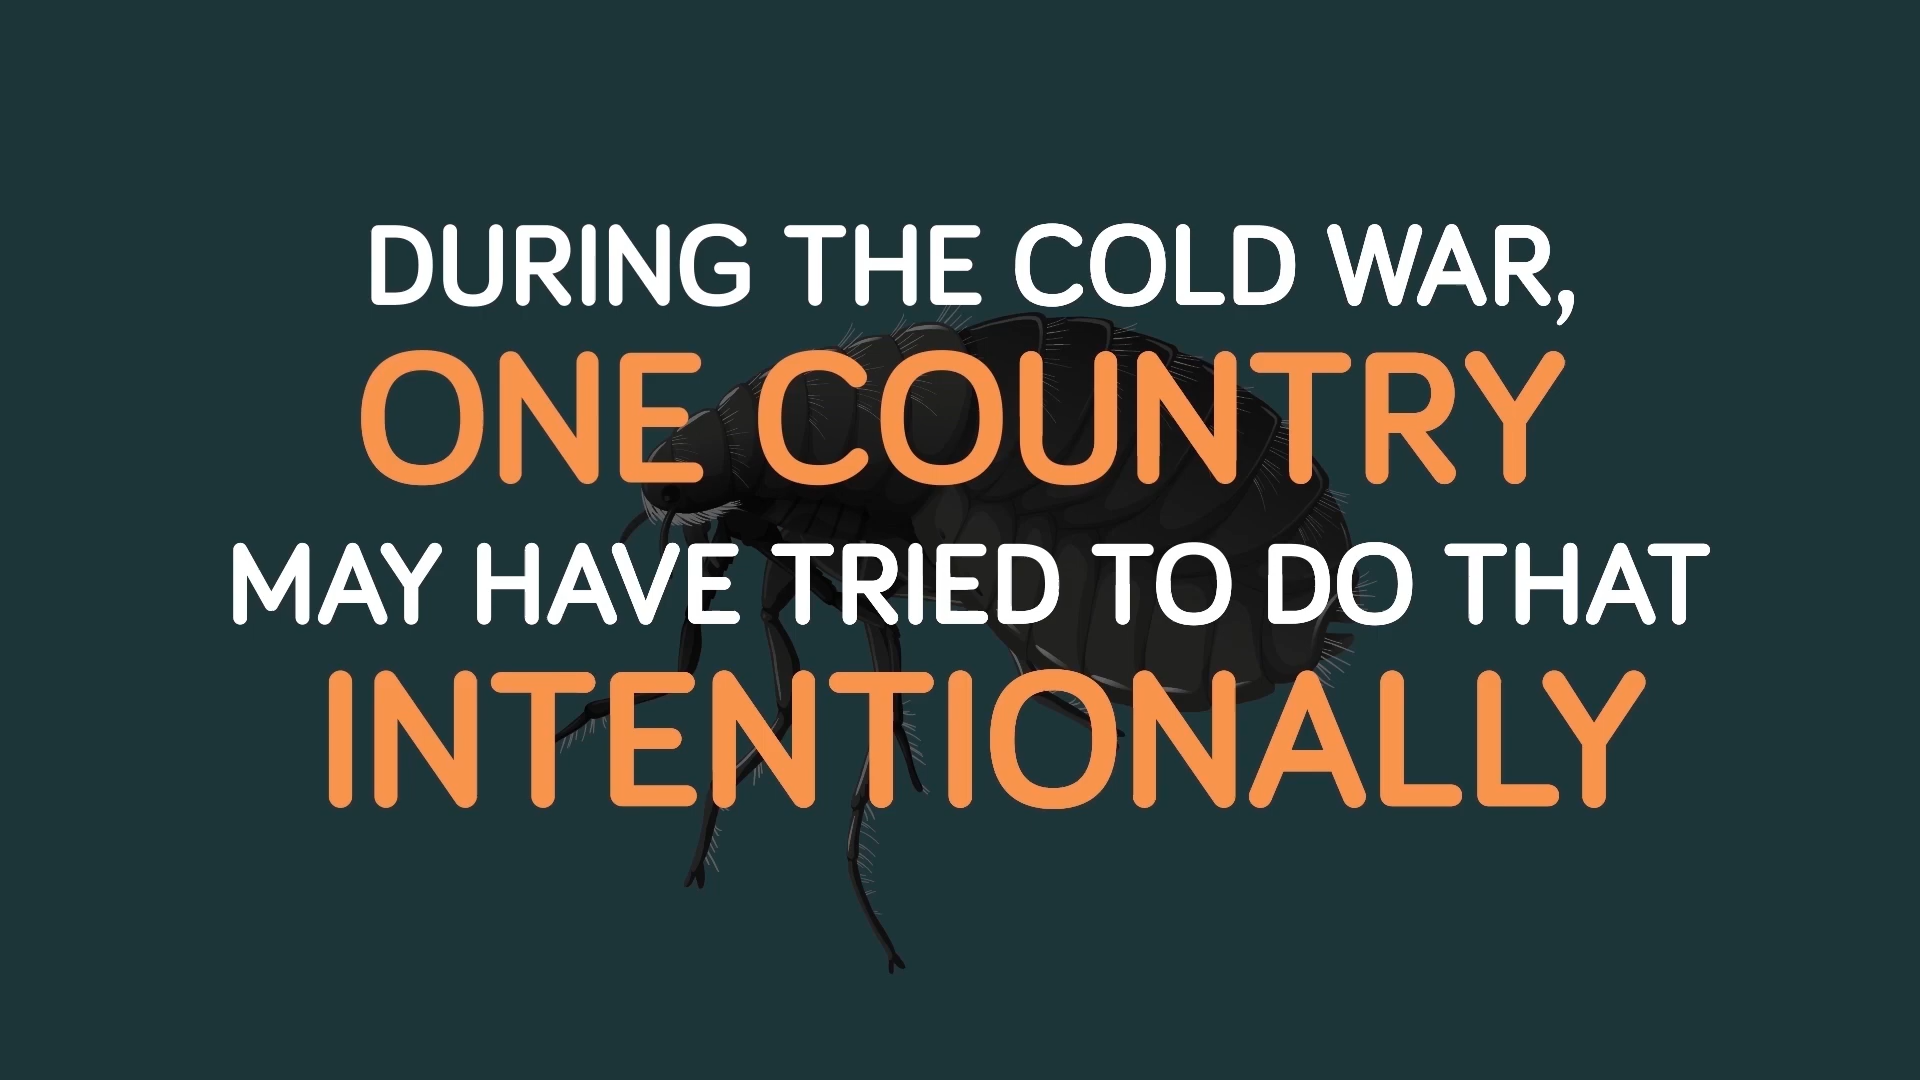 DURING THE COLD WAR,
ONE COUNTRY
MAY HAVE TRIED TO DO THAT
INTENTIONALLY